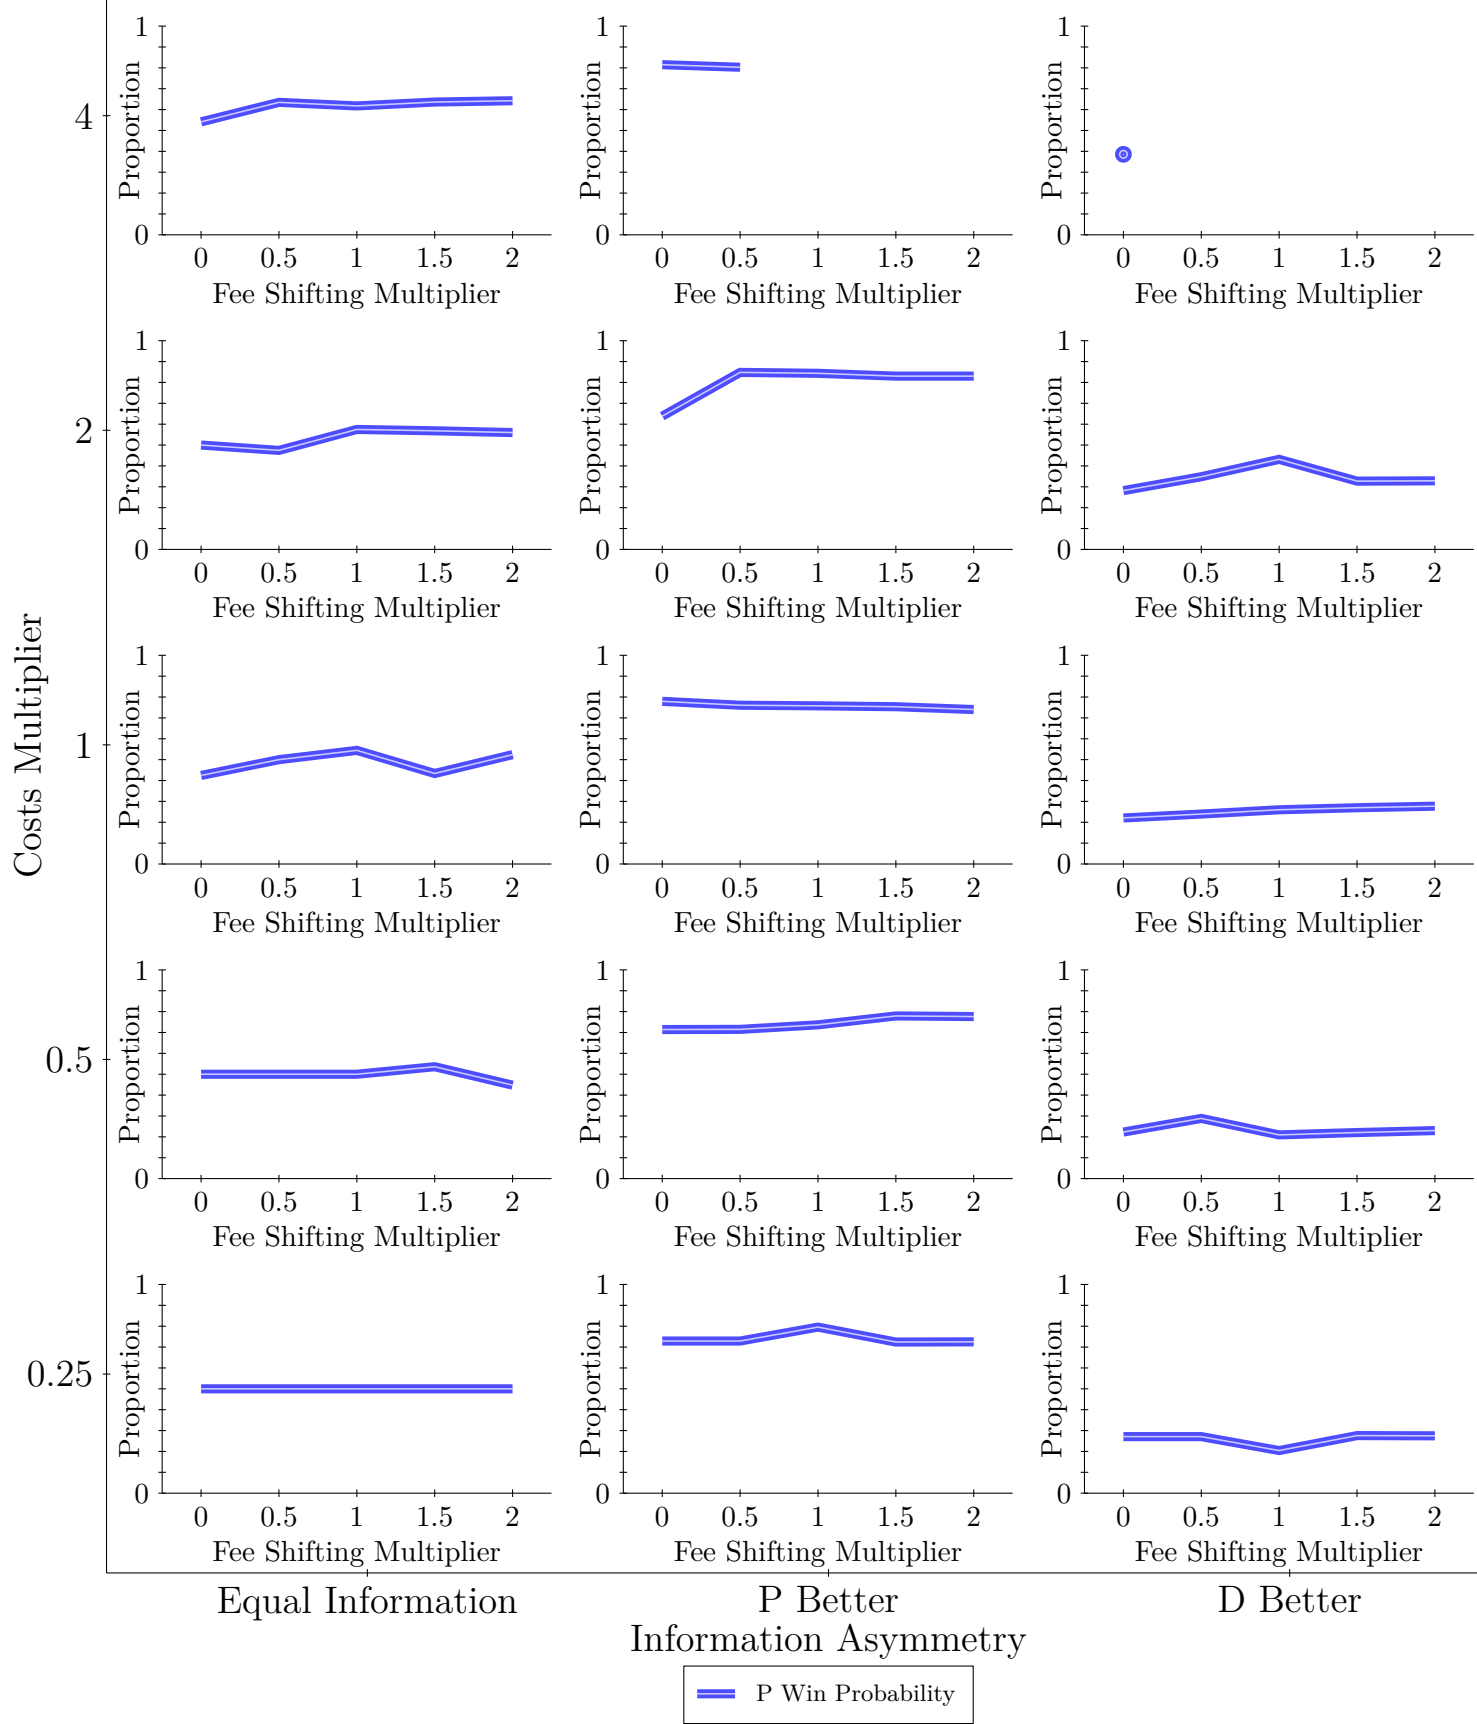 1
1
1
Proportion
Proportion
Proportion
4
0
0
0
0 0.5 1 1.5 2
0 0.5 1 1.5 2
0 0.5 1 1.5 2
Fee Shifting Multiplier
Fee Shifting Multiplier
Fee Shifting Multiplier
1
1
1
Proportion
Proportion
Proportion
2
0
0
0
0 0.5 1 1.5 2
0 0.5 1 1.5 2
0 0.5 1 1.5 2
Fee Shifting Multiplier
Fee Shifting Multiplier
Fee Shifting Multiplier
Costs Multiplier
1
1
1
Proportion
Proportion
Proportion
1
0
0
0
0 0.5 1 1.5 2
0 0.5 1 1.5 2
0 0.5 1 1.5 2
Fee Shifting Multiplier
Fee Shifting Multiplier
Fee Shifting Multiplier
1
1
1
Proportion
Proportion
Proportion
0.5
0
0
0
0 0.5 1 1.5 2
0 0.5 1 1.5 2
0 0.5 1 1.5 2
Fee Shifting Multiplier
Fee Shifting Multiplier
Fee Shifting Multiplier
1
1
1
Proportion
Proportion
Proportion
0.25
0
0
0
0 0.5 1 1.5 2
0 0.5 1 1.5 2
0 0.5 1 1.5 2
Fee Shifting Multiplier
Fee Shifting Multiplier
Fee Shifting Multiplier
Equal Information
P Better
D Better
Information Asymmetry
P Win Probability